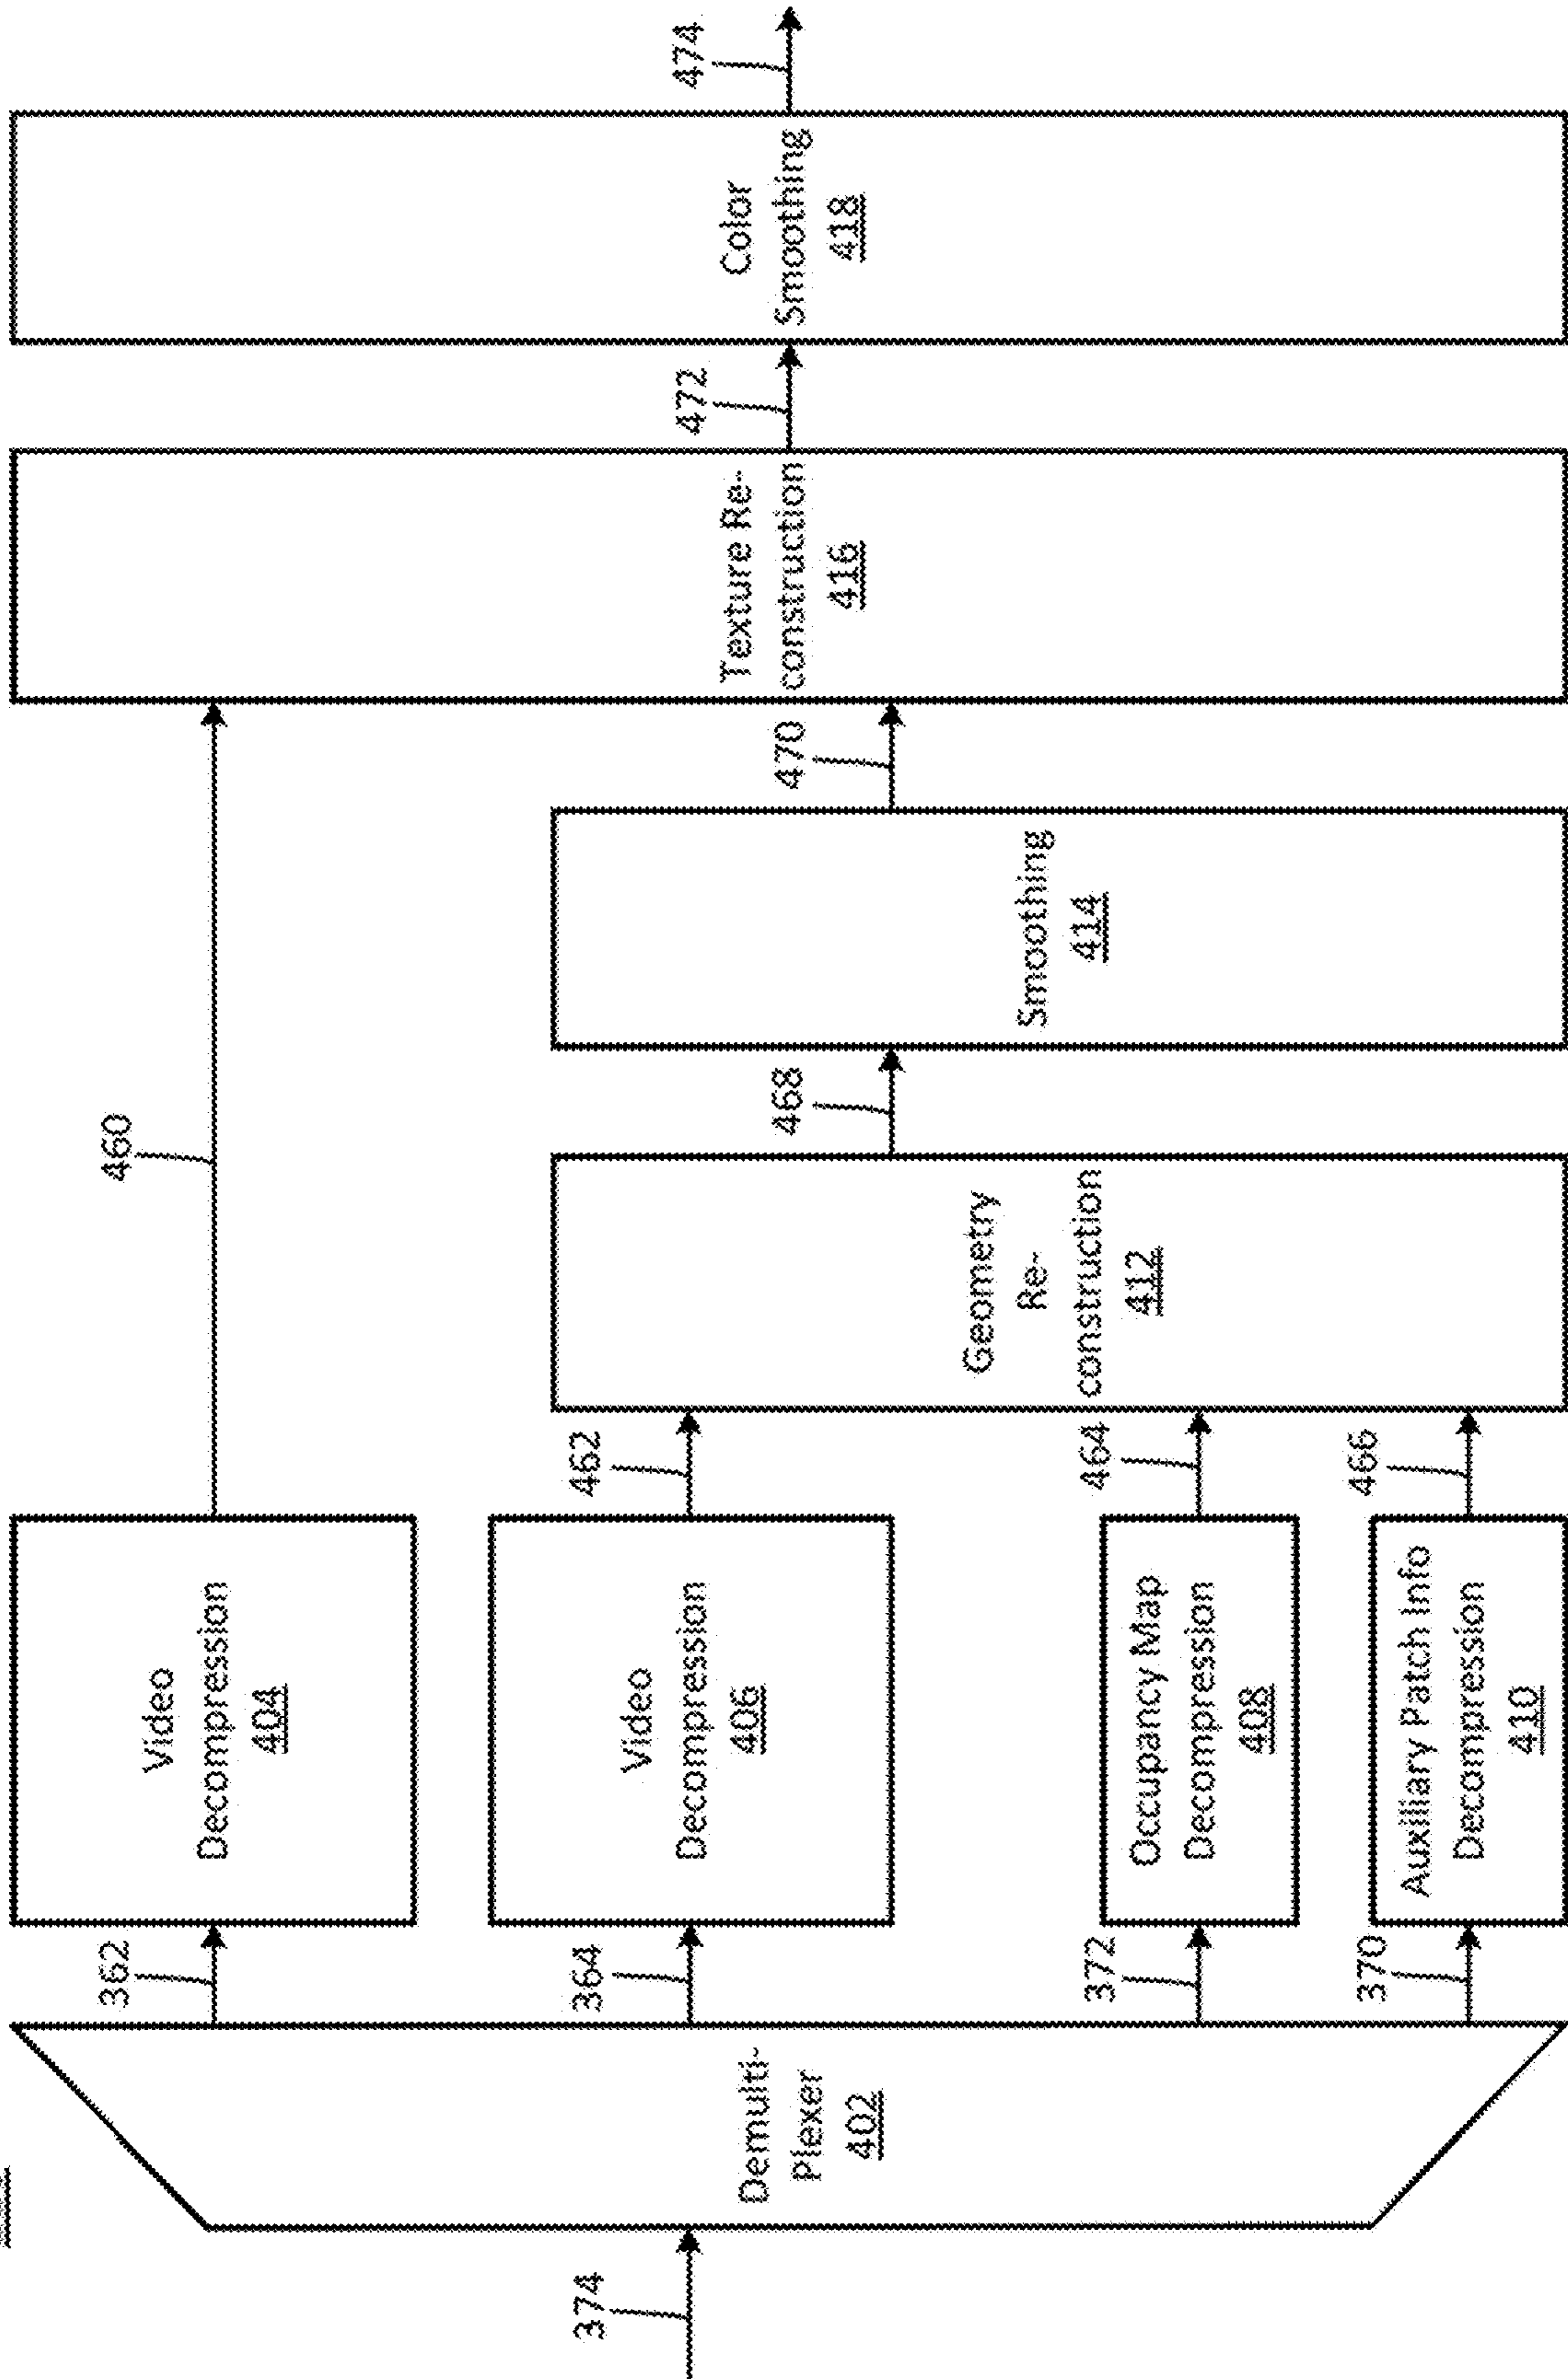 374
Demulti-
Plexer
402
362
364
372
370
Video
Decompression
404
Video
Decompression
406
Occupancy Map
Decompression
408
Auxiliary Patch Info
Decompression
410
460
462
464
466
Geometry
Re-
construction
412
468
Smoothing
414
470
Texture Re-
construction
416
472
Color
Smoothing
418
474